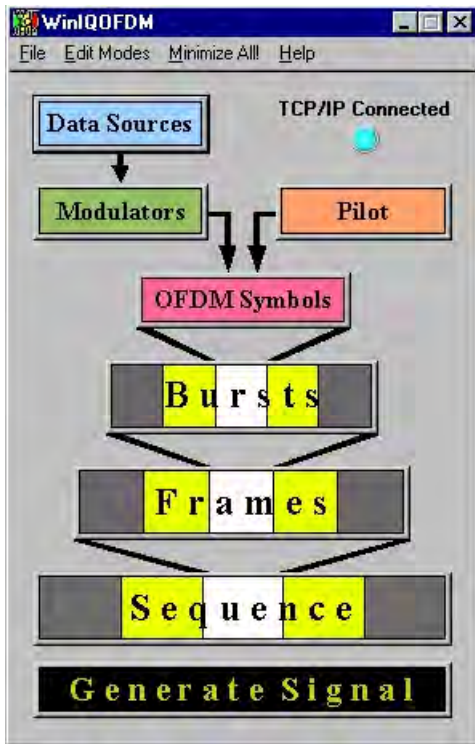 WinIQOFDM
File Edit Modes Minimize All! Help
TCP/IP Connected
Data Sources
Modulators
Pilot
OFDM Symbols
Bursts
Frames
Sequence
Generate Signal